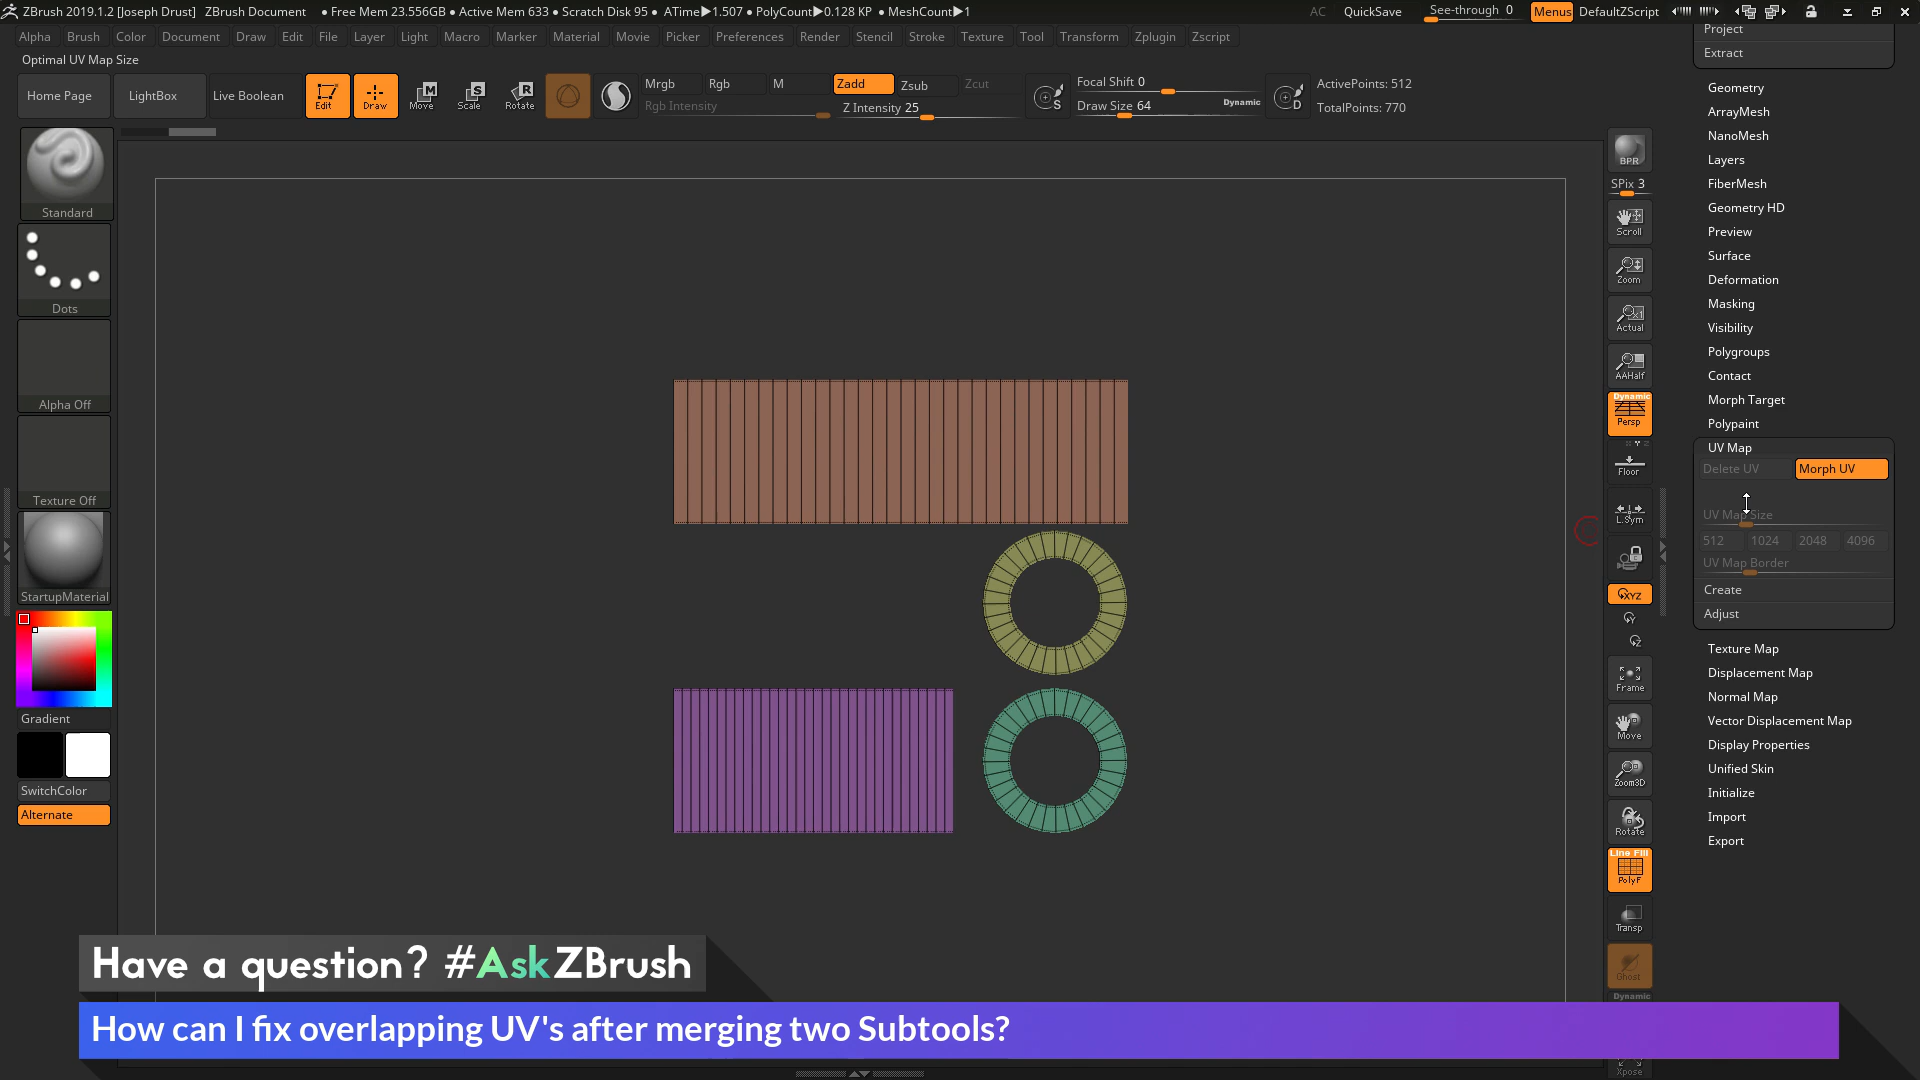 ZBrush 2019.1.2 [Joseph Drust] ZBrush Document • Free Mem 23.556GB • Active Mem 633 • Scratch Disk 95 • ATime▶1.507 • PolyCount▶0.128 KP • MeshCount▶1 AC QuickSave See-through 0 Menus DefaultZScript
Alpha Brush Color Document Draw Edit File Layer Light Macro Marker Material Movie Picker Preferences Render Stencil Stroke Texture Tool Transform Zplugin Zscript
Optimal UV Map Size
Home Page LightBox Live Boolean Edit Draw Move Scale Rotate
Mrgb Rgb M Zadd Zsub Zcut
Rgb Intensity Z Intensity 25
S
Focal Shift 0
Draw Size 64 Dynamic
D
ActivePoints: 512
TotalPoints: 770
Standard
Dots
Alpha Off
Texture Off
StartupMaterial
Gradient
SwitchColor
Alternate
BPR
SPix 3
Scroll
Zoom
Actual
AAHalf
Dynamic
Persp
Floor
L.Sym
XYZ
Y
Z
Frame
Move
Zoom3D
Rotate
Line Fill
PolyF
Transp
Ghost
Dynamic
Xpose
Project
Extract
Geometry
ArrayMesh
NanoMesh
Layers
FiberMesh
Geometry HD
Preview
Surface
Deformation
Masking
Visibility
Polygroups
Contact
Morph Target
Polypaint
UV Map
Delete UV Morph UV
UV Map Size
512 1024 2048 4096
UV Map Border
Create
Adjust
Texture Map
Displacement Map
Normal Map
Vector Displacement Map
Display Properties
Unified Skin
Initialize
Import
Export
Have a question? #AskZBrush
How can I fix overlapping UV's after merging two Subtools?